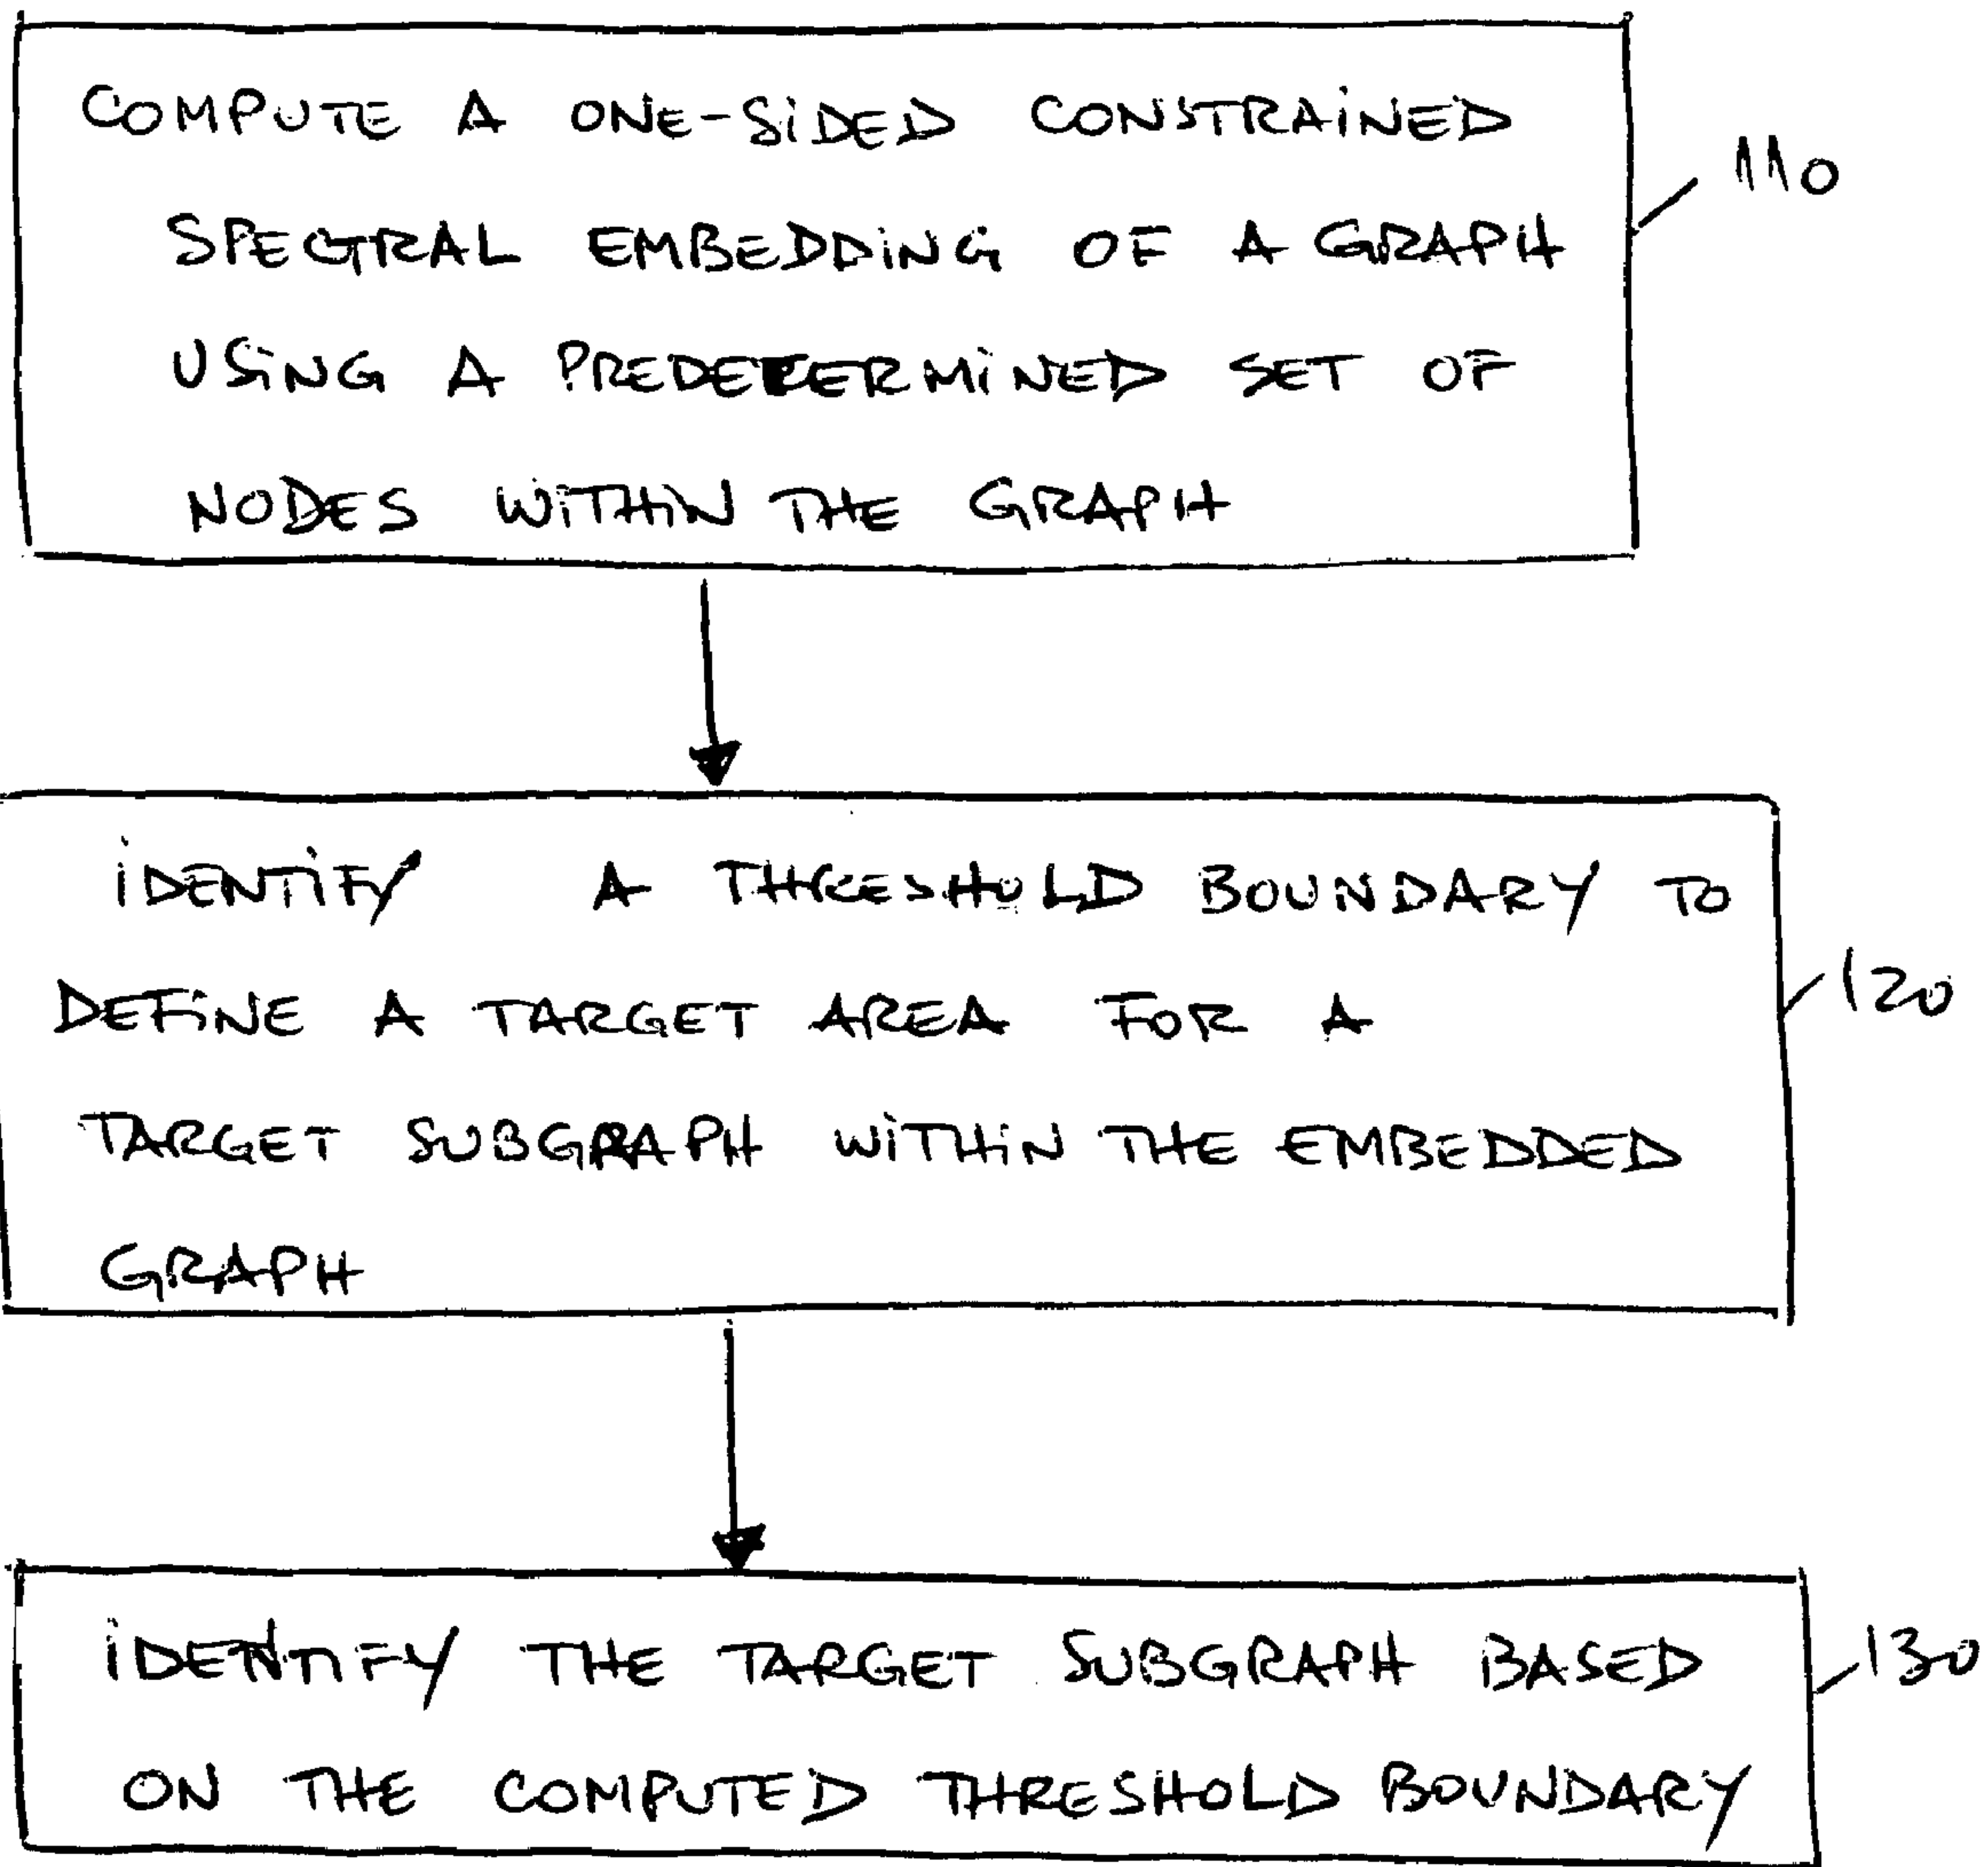 COMPUTE A ONE-SIDED CONSTRAINED
SPECTRAL EMBEDDING OF A GRAPH
USING A PREDETERMINED SET OF
NODES WITHIN THE GRAPH
110
IDENTIFY A THRESHOLD BOUNDARY TO
DEFINE A TARGET AREA FOR A
TARGET SUBGRAPH WITHIN THE EMBEDDED
GRAPH
120
IDENTIFY THE TARGET SUBGRAPH BASED
ON THE COMPUTED THRESHOLD BOUNDARY
130